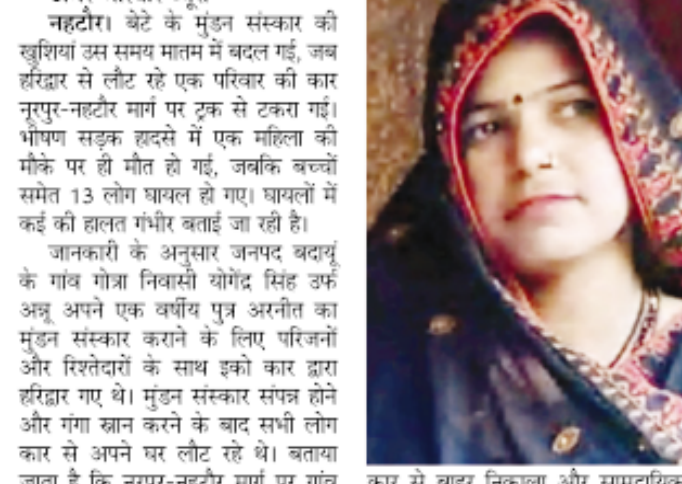 नहटौर। बेटे के मुंडन संस्कार की
खुशियां उस समय मातम में बदल गई, जब
हरिद्वार से लौट रहे एक परिवार की कार
नूरपुर-नहटौर मार्ग पर ट्रक से टकरा गई।
भीषण सड़क हादसे में एक महिला की
मौके पर ही मौत हो गई, जबकि बच्चों
समेत 13 लोग घायल हो गए। घायलों में
कई की हालत गंभीर बताई जा रही है।
जानकारी के अनुसार जनपद बदायूं
के गांव गोत्रा निवासी योगेंद्र सिंह उर्फ
अन्नू अपने एक वर्षीय पुत्र अरनीत का
मुंडन संस्कार कराने के लिए परिजनों
और रिश्तेदारों के साथ इको कार द्वारा
हरिद्वार गए थे। मुंडन संस्कार संपन्न होने
और गंगा स्नान करने के बाद सभी लोग
कार से अपने घर लौट रहे थे। बताया
जाता है कि नूरपुर-नहटौर मार्ग पर गांव
कार से बाहर निकाला और सामुदायिक